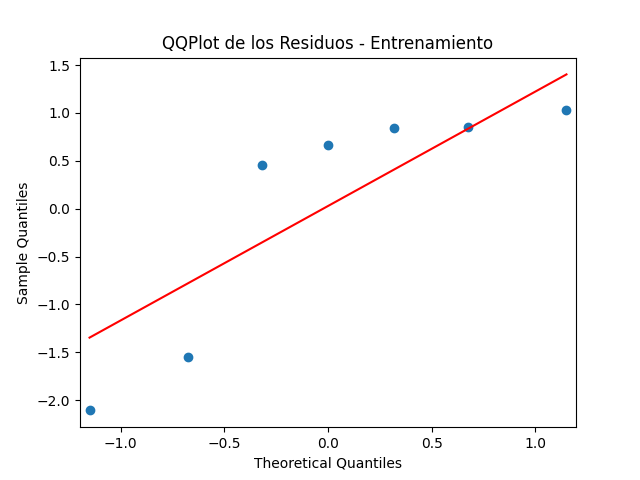 QQPlot de los Residuos - Entrenamiento
1.5
1.0
0.5
0.0
−0.5
−1.0
−1.5
−2.0
Sample Quantiles
−1.0 −0.5 0.0 0.5 1.0
Theoretical Quantiles